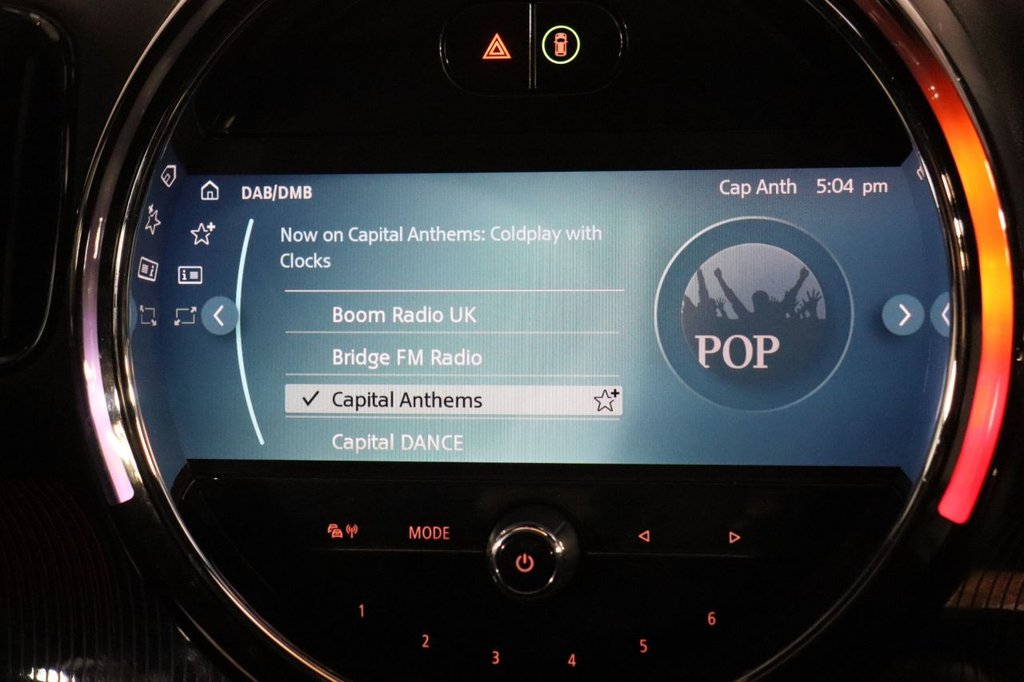 DAB/DMB
Cap Anth 5:04 pm
Now on Capital Anthems: Coldplay with
Clocks
Boom Radio UK
Bridge FM Radio
Capital Anthems
Capital DANCE
POP
MODE
1
2
3
4
5
6